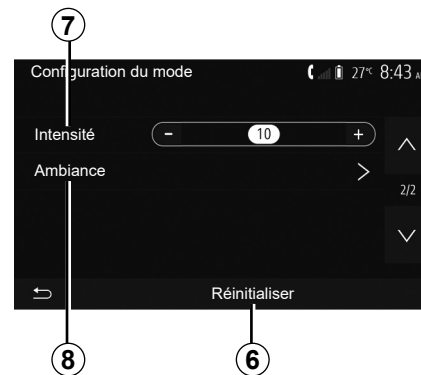 7
Configuration du mode 27°C 8:43
Intensité - 10 +
Ambiance >
2/2
Réinitialiser
8 6